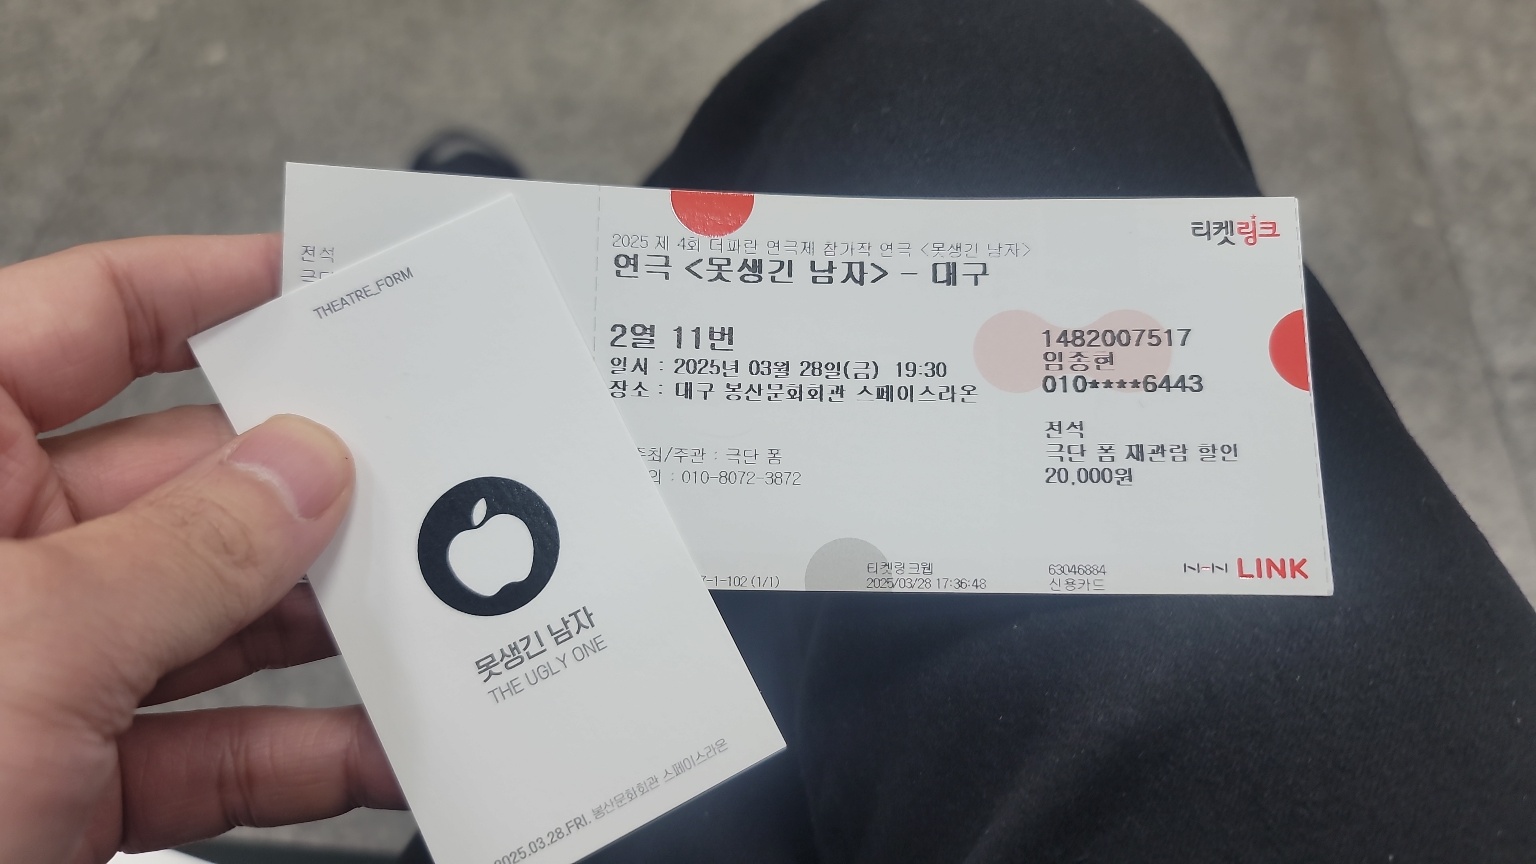 전석
THEATRE_FORM
못생긴 남자
THE UGLY ONE
2025.03.28.FRI. 봉산문화회관 스페이스라온
티켓링크
2025 제 4회 더파란 연극제 참가작 연극 <못생긴 남자>
연극 <못생긴 남자> - 대구
2열 11번
일시 : 2025년 03월 28일(금) 19:30
장소 : 대구 봉산문화회관 스페이스라온
주최/주관 : 극단 폼
: 010-8072-3872
1482007517
임종현
010****6443
전석
극단 폼 재관람 할인
20,000원
7-1-102 (1/1)
티켓링크웹
2025/03/28 17:36:48
63046884
신용카드
NHN LINK